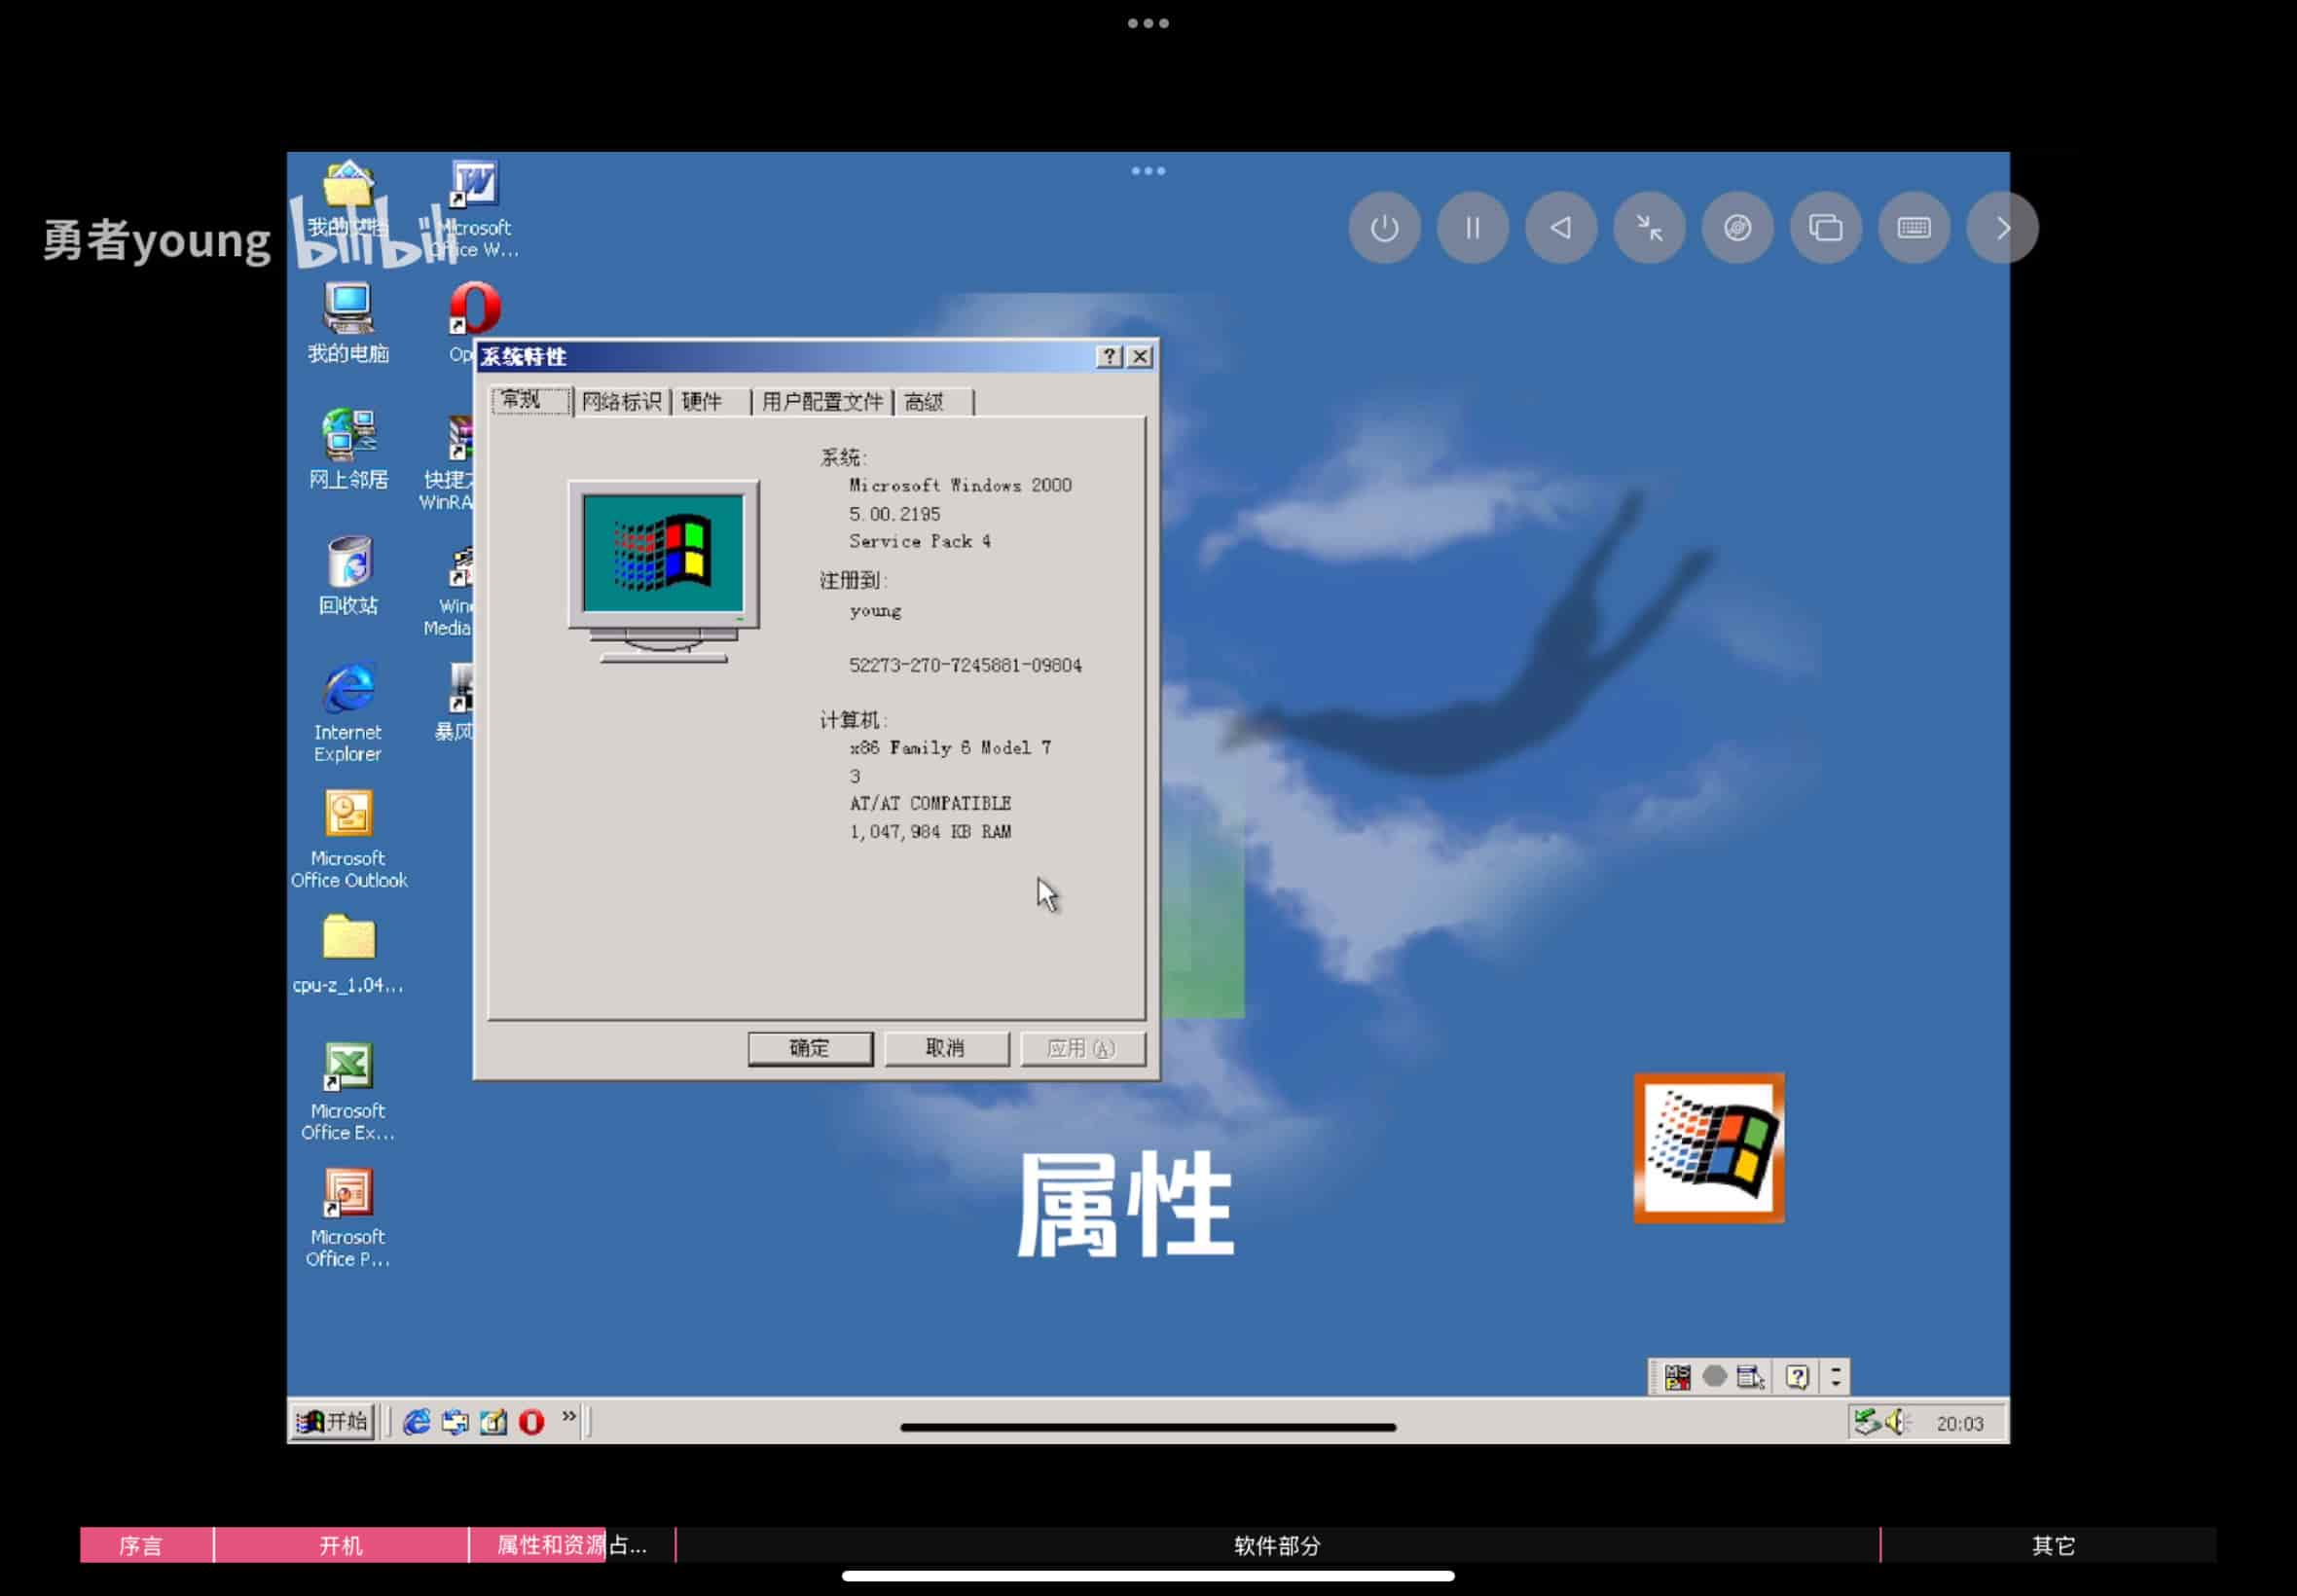 勇者young
bilibili
我的文档
Microsoft
Office W...
我的电脑
Op
网上邻居
快捷
WinRA
回收站
Win
Media
Internet
Explorer
暴风
Microsoft
Office Outlook
cpu-z_1.04...
Microsoft
Office Ex...
Microsoft
Office P...
系统特性
常规
网络标识
硬件
用户配置文件
高级
系统:
Microsoft Windows 2000
5.00.2195
Service Pack 4
注册到:
young
52273-270-7245881-09804
计算机:
x86 Family 6 Model 7
3
AT/AT COMPATIBLE
1,047,984 KB RAM
确定
取消
应用(A)
属性
开始
20:03
序言
开机
属性和资源占...
软件部分
其它